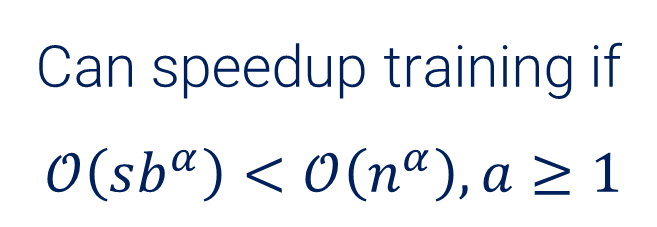 Can speedup training if
𝒪(sb^α) < 𝒪(n^α), a ≥ 1